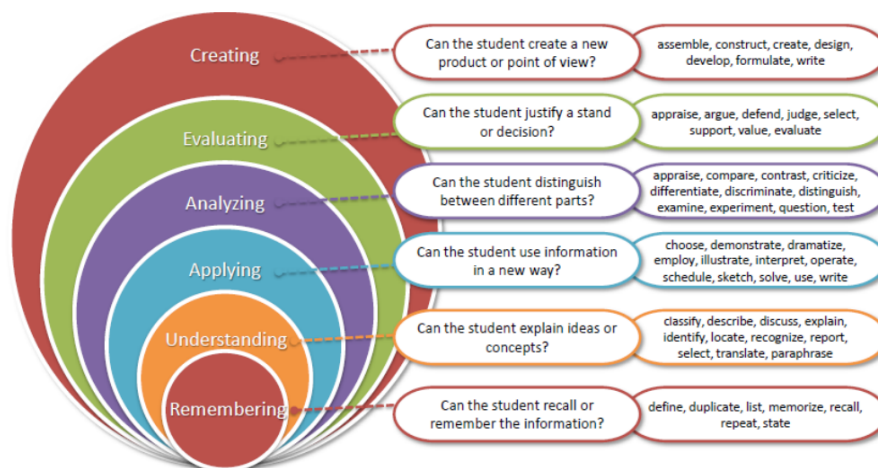 Creating
Can the student create a new
product or point of view?
assemble, construct, create, design,
develop, formulate, write
Evaluating
Can the student justify a stand
or decision?
appraise, argue, defend, judge, select,
support, value, evaluate
Analyzing
Can the student distinguish
between different parts?
appraise, compare, contrast, criticize,
differentiate, discriminate, distinguish,
examine, experiment, question, test
Applying
Can the student use information
in a new way?
choose, demonstrate, dramatize,
employ, illustrate, interpret, operate,
schedule, sketch, solve, use, write
Understanding
Can the student explain ideas or
concepts?
classify, describe, discuss, explain,
identify, locate, recognize, report,
select, translate, paraphrase
Remembering
Can the student recall or
remember the information?
define, duplicate, list, memorize, recall,
repeat, state